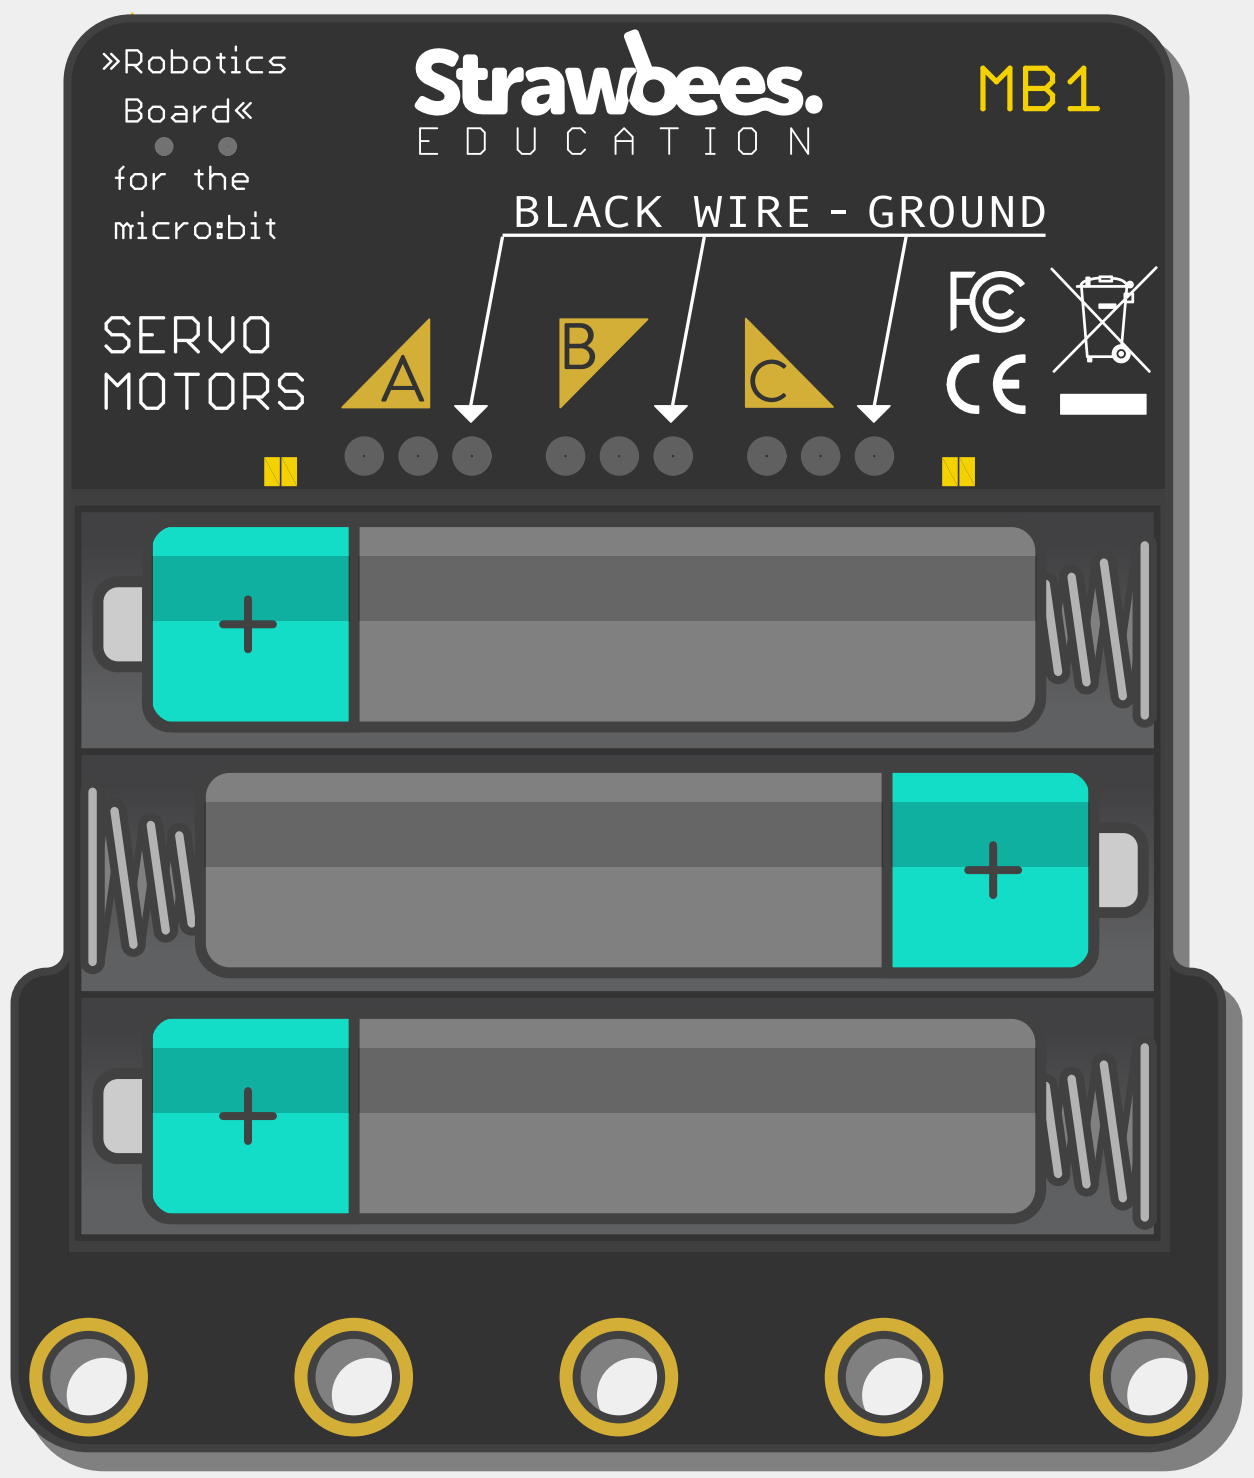 »Robotics
Board«
for the
micro:bit
Strawbees.
EDUCATION
MB1
BLACK WIRE - GROUND
SERVO
MOTORS
A
B
C
FC
CE
+
+
+